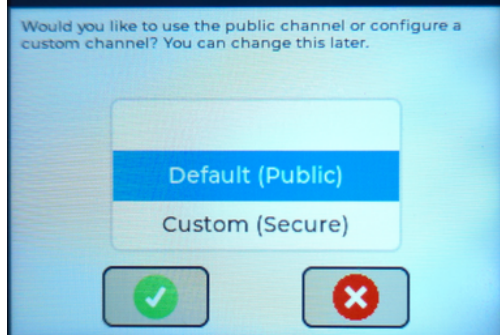 Would you like to use the public channel or configure a
custom channel? You can change this later.
Default (Public)
Custom (Secure)